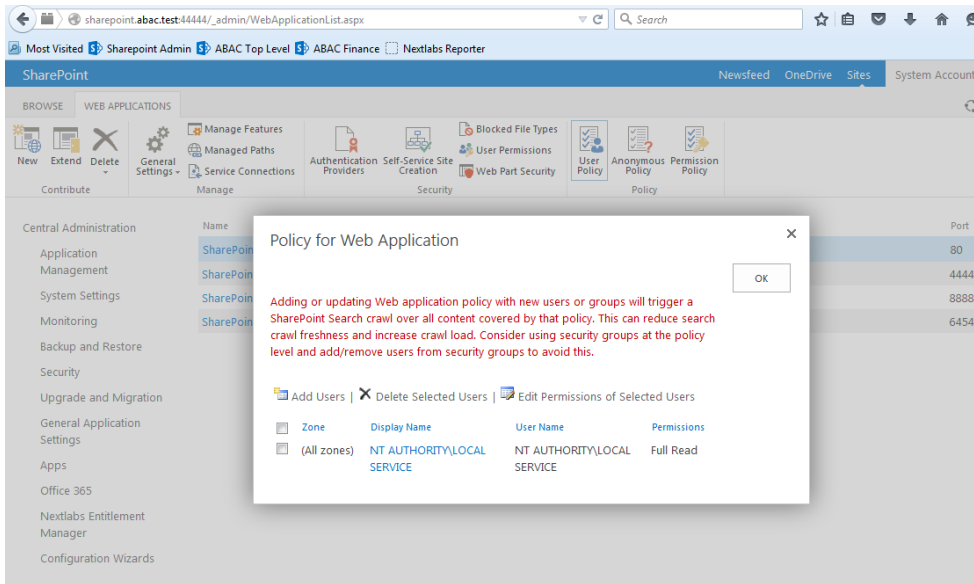 sharepoint.abac.test:44444/_admin/WebApplicationList.aspx
Search
Most Visited Sharepoint Admin ABAC Top Level ABAC Finance Nextlabs Reporter
SharePoint
Newsfeed OneDrive Sites System Account
BROWSE WEB APPLICATIONS
New Extend Delete
General Settings
Manage Features
Managed Paths
Service Connections
Authentication Providers
Self-Service Site Creation
Blocked File Types
User Permissions
Web Part Security
User Policy
Anonymous Policy
Permission Policy
Contribute Manage Security Policy
Central Administration
Application
Management
System Settings
Monitoring
Backup and Restore
Security
Upgrade and Migration
General Application
Settings
Apps
Office 365
Nextlabs Entitlement
Manager
Configuration Wizards
Name Port
SharePoin 80
SharePoin 4444
SharePoin 8888
SharePoin 6454
Policy for Web Application
OK
Adding or updating Web application policy with new users or groups will trigger a
SharePoint Search crawl over all content covered by that policy. This can reduce search
crawl freshness and increase crawl load. Consider using security groups at the policy
level and add/remove users from security groups to avoid this.
Add Users | Delete Selected Users | Edit Permissions of Selected Users
Zone Display Name User Name Permissions
(All zones) NT AUTHORITY\LOCAL NT AUTHORITY\LOCAL Full Read
SERVICE SERVICE